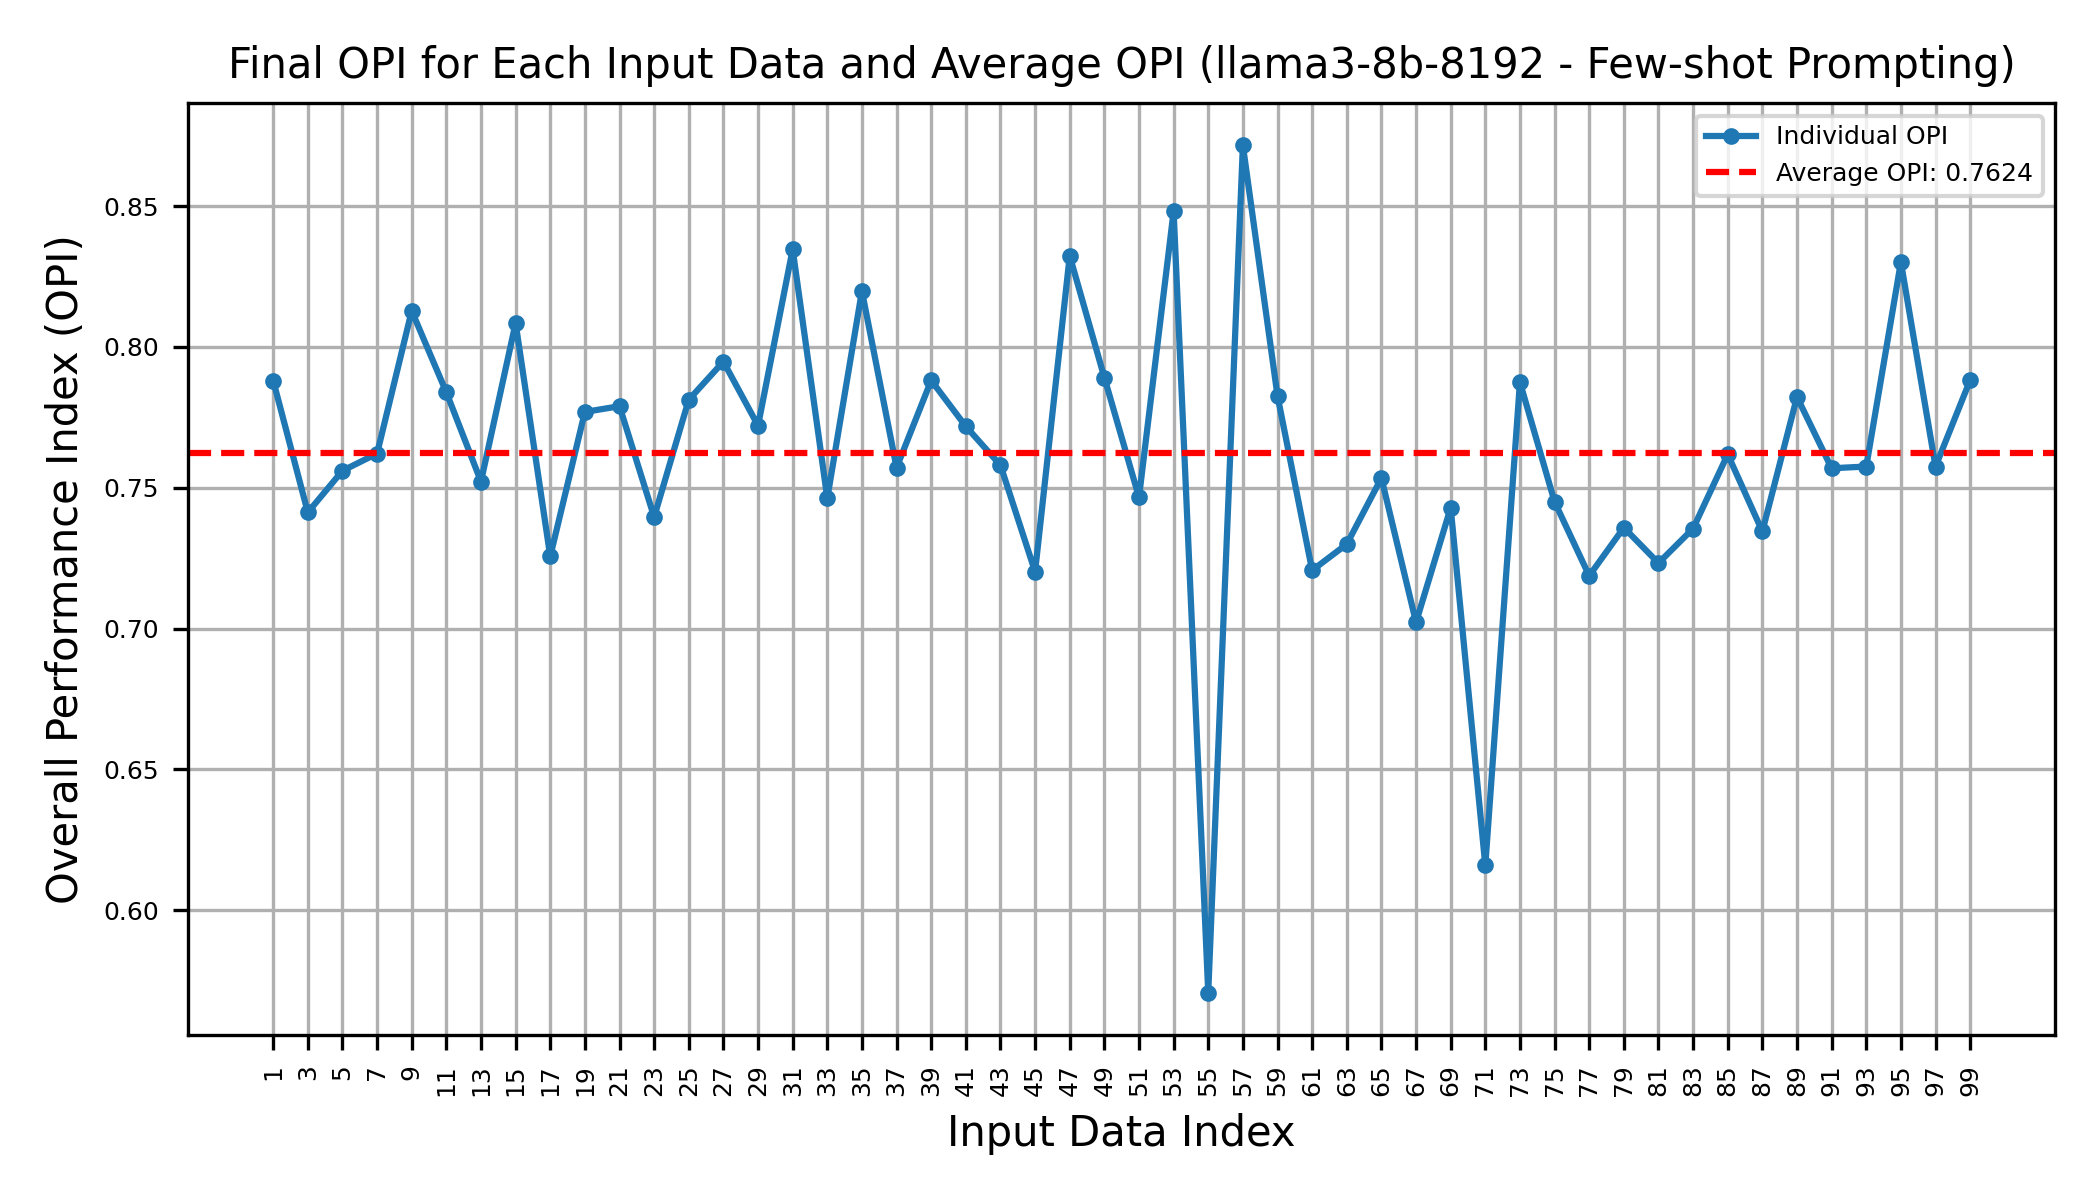 Final OPI for Each Input Data and Average OPI (llama3-8b-8192 - Few-shot Prompting)
Individual OPI
Average OPI: 0.7624
Overall Performance Index (OPI)
0.85
0.80
0.75
0.70
0.65
0.60
1 3 5 7 9 11 13 15 17 19 21 23 25 27 29 31 33 35 37 39 41 43 45 47 49 51 53 55 57 59 61 63 65 67 69 71 73 75 77 79 81 83 85 87 89 91 93 95 97 99
Input Data Index